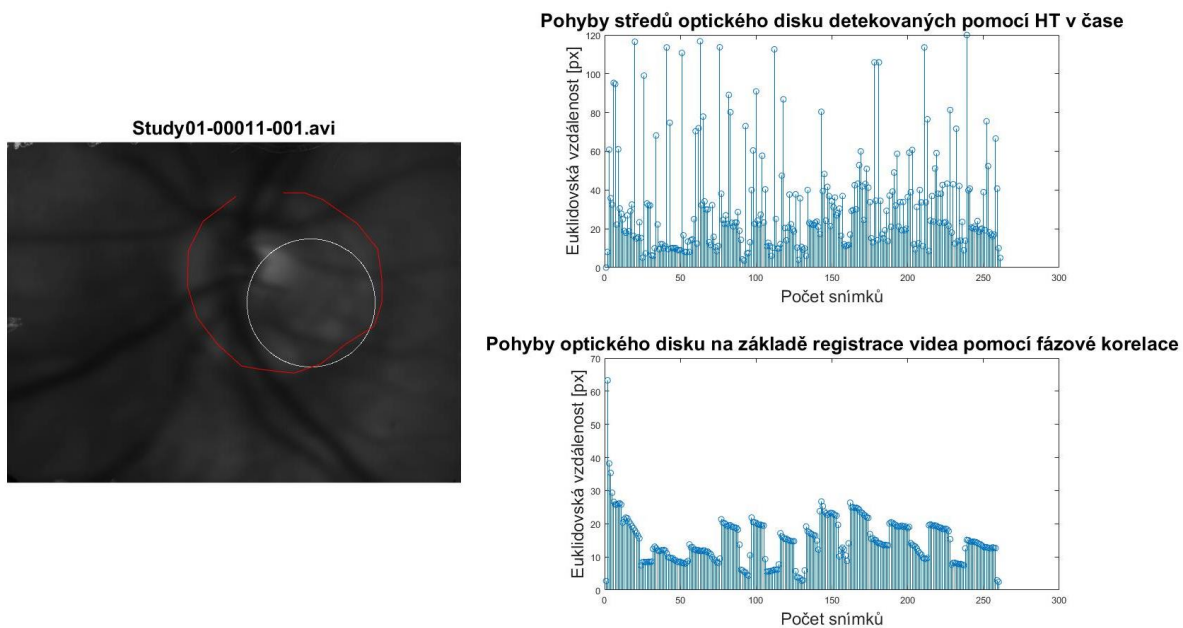 Study01-00011-001.avi
Pohyby středů optického disku detekovaných pomocí HT v čase
Euklidovská vzdálenost [px]
120
100
80
60
40
20
0
0 50 100 150 200 250 300
Počet snímků
Pohyby optického disku na základě registrace videa pomocí fázové korelace
Euklidovská vzdálenost [px]
70
60
50
40
30
20
10
0
0 50 100 150 200 250 300
Počet snímků